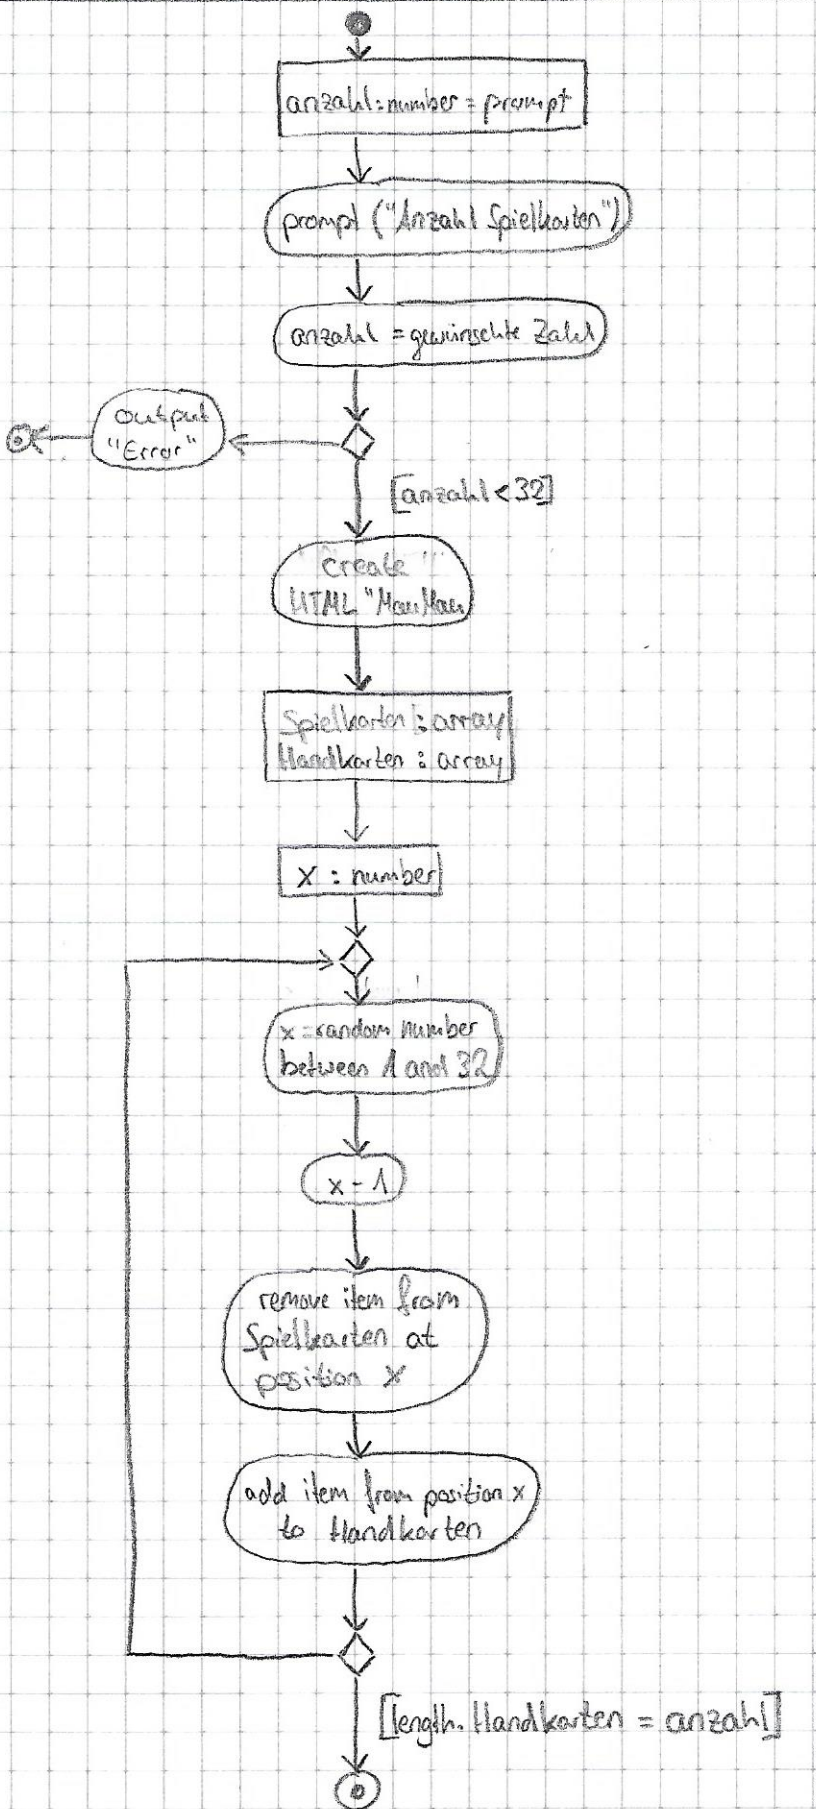 anzahl:number = prompt
prompt ("Anzahl Spielkarten")
anzahl = gewünschte Zahl
output
"Error"
[anzahl < 32]
create
HTML "MauMau
Spielkarten : array
Handkarten : array
X : number
x = random number
between 1 and 32
x - 1
remove item from
Spielkarten at
position x
add item from position x
to Handkarten
[length. Handkarten = anzahl]